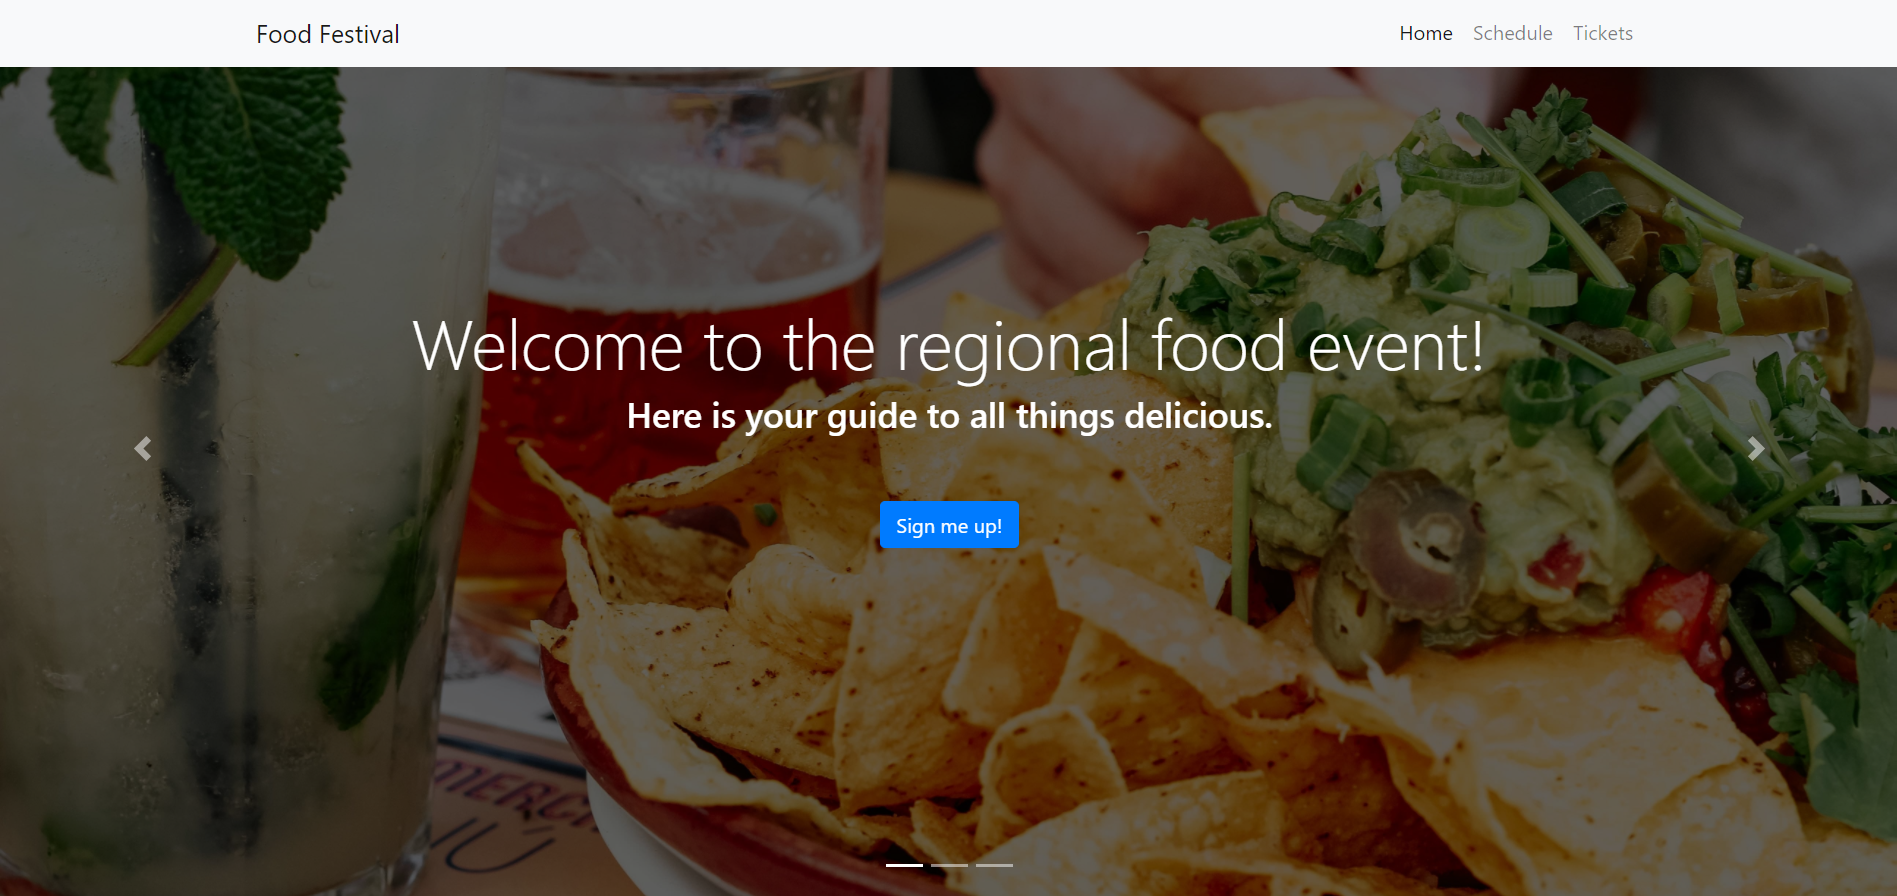 Food Festival
Home Schedule Tickets
Welcome to the regional food event!
Here is your guide to all things delicious.
Sign me up!